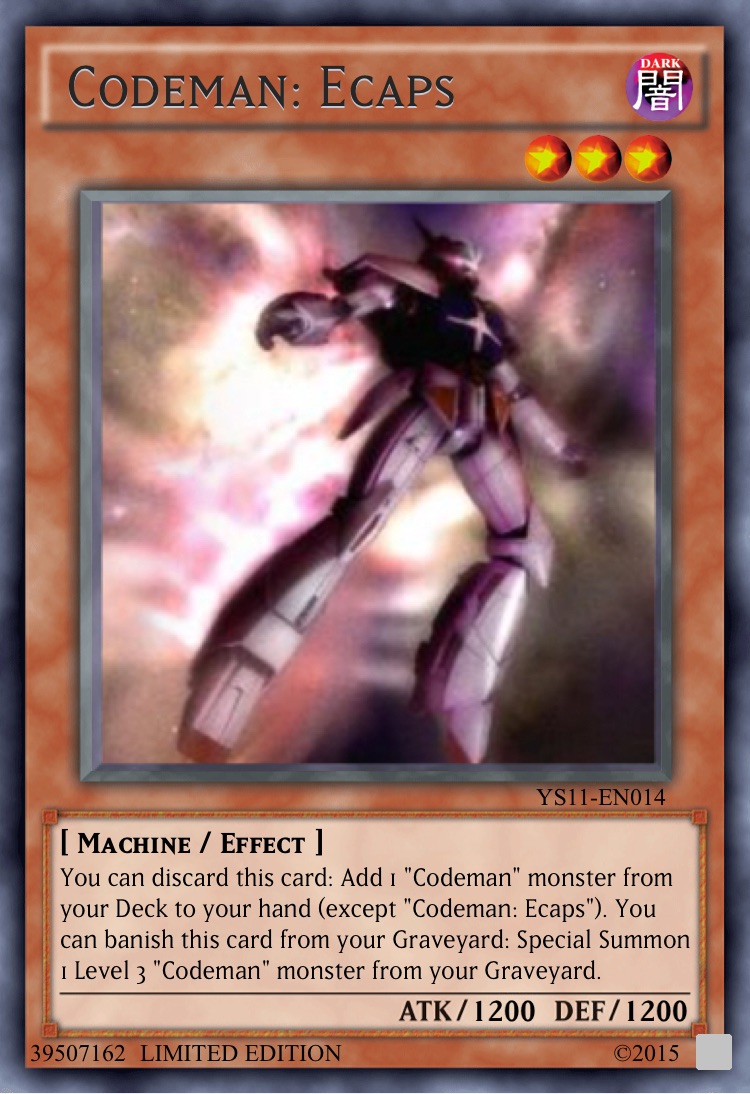 Codeman: Ecaps
DARK
闇
YS11-EN014
[ Machine / Effect ]
You can discard this card: Add 1 "Codeman" monster from
your Deck to your hand (except "Codeman: Ecaps"). You
can banish this card from your Graveyard: Special Summon
1 Level 3 "Codeman" monster from your Graveyard.
ATK/1200 DEF/1200
39507162 LIMITED EDITION
©2015